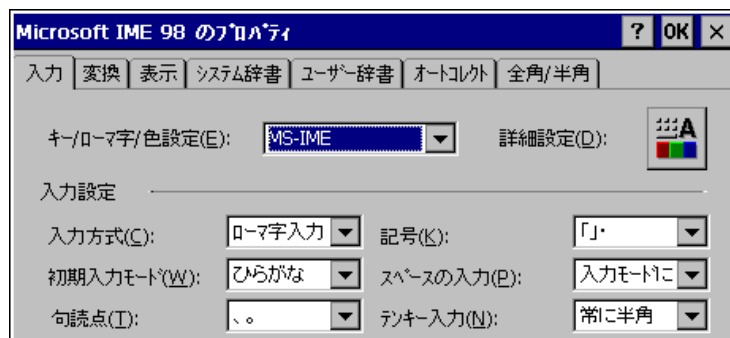 Microsoft IME 98 のﾌﾟﾛﾊﾟﾃｨ ? OK ×
入力 変換 表示 ｼｽﾃﾑ辞書 ﾕｰｻﾞｰ辞書 ｵｰﾄｺﾚｸﾄ 全角/半角
ｷｰ/ﾛｰﾏ字/色設定(E): MS-IME 詳細設定(D):
入力設定
入力方式(C): ﾛｰﾏ字入力 記号(K): ｢｣･
初期入力ﾓｰﾄﾞ(W): ひらがな ｽﾍﾟｰｽの入力(P): 入力ﾓｰﾄﾞに
句読点(T): ､｡ ﾃﾝｷｰ入力(N): 常に半角